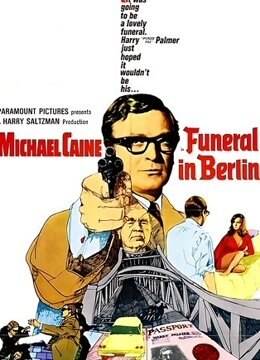 was
going
to be
a lovely
funeral.
Harry Palmer
just
hoped
it
wouldn't
be
his...
PARAMOUNT PICTURES presents
A HARRY SALTZMAN Production
MICHAEL CAINE
Funeral
in Berlin
PASSPORT